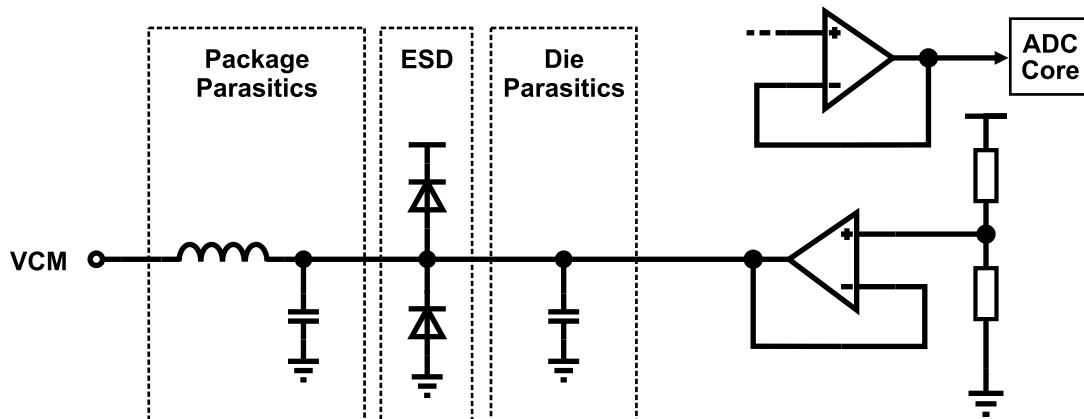 Package
Parasitics
ESD
Die
Parasitics
ADC
Core
VCM